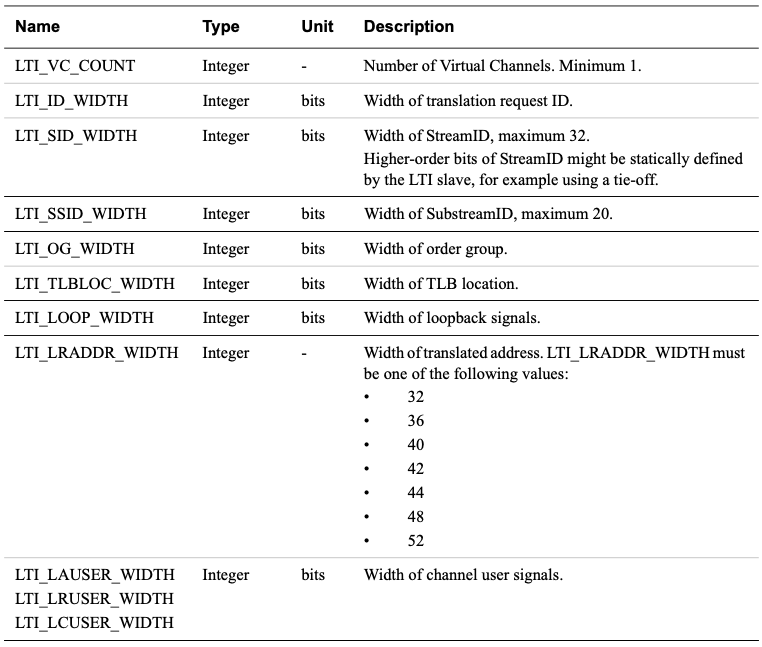 Name Type Unit Description
LTI_VC_COUNT Integer - Number of Virtual Channels. Minimum 1.
LTI_ID_WIDTH Integer bits Width of translation request ID.
LTI_SID_WIDTH Integer bits Width of StreamID, maximum 32.
Higher-order bits of StreamID might be statically defined
by the LTI slave, for example using a tie-off.
LTI_SSID_WIDTH Integer bits Width of SubstreamID, maximum 20.
LTI_OG_WIDTH Integer bits Width of order group.
LTI_TLBLOC_WIDTH Integer bits Width of TLB location.
LTI_LOOP_WIDTH Integer bits Width of loopback signals.
LTI_LRADDR_WIDTH Integer - Width of translated address. LTI_LRADDR_WIDTH must
be one of the following values:
• 32
• 36
• 40
• 42
• 44
• 48
• 52
LTI_LAUSER_WIDTH Integer bits Width of channel user signals.
LTI_LRUSER_WIDTH
LTI_LCUSER_WIDTH